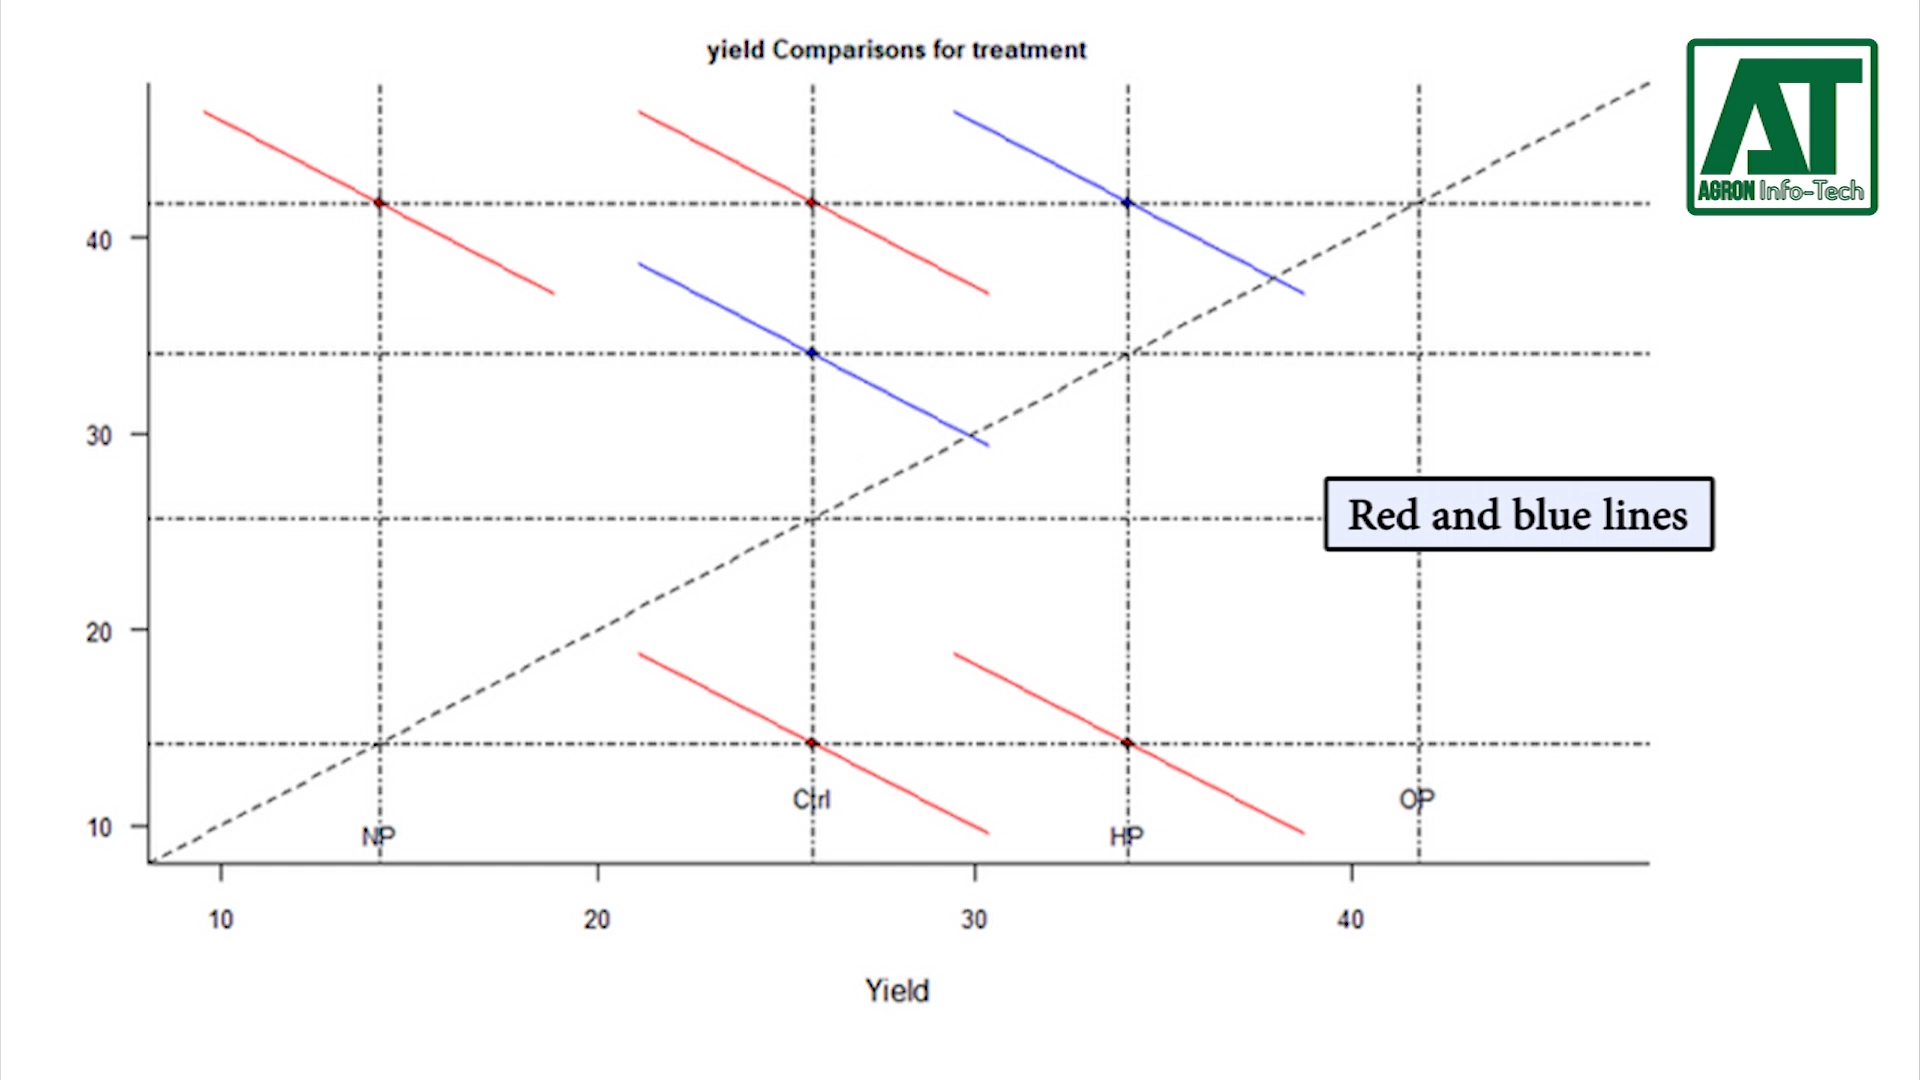 yield Comparisons for treatment
AT
AGRON Info-Tech
40
30
Red and blue lines
20
Ctrl
OP
10
NP
HP
10
20
30
40
Yield